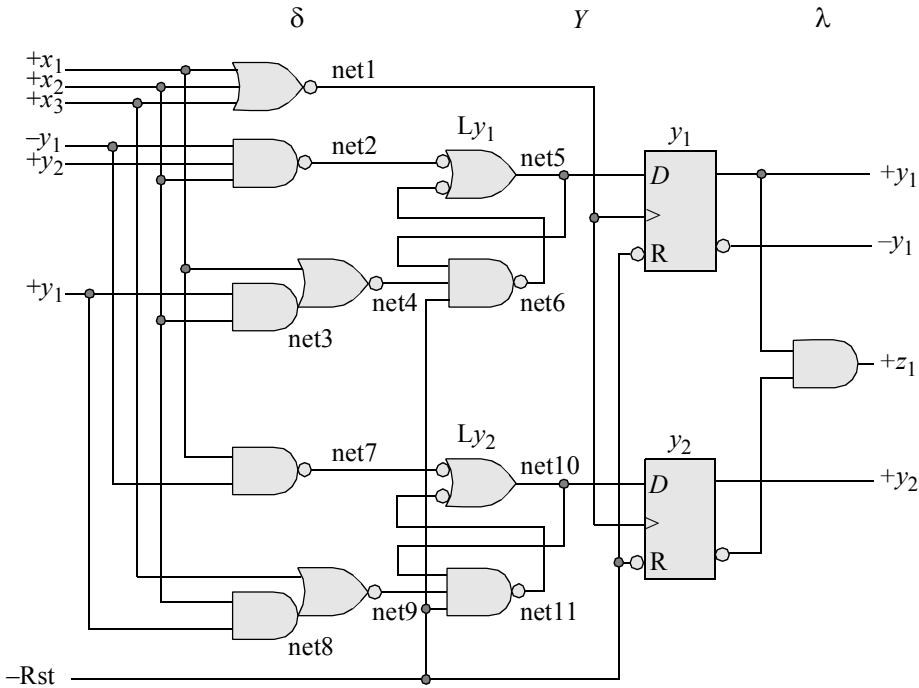 δ Y λ
+x₁
+x₂
+x₃
net1
–y₁
+y₂
net2
Ly₁
net5
y₁
D
R
+y₁
–y₁
+y₁
net4
net6
net3
+z₁
net7
Ly₂
net10
y₂
D
R
+y₂
net9
net11
net8
–Rst